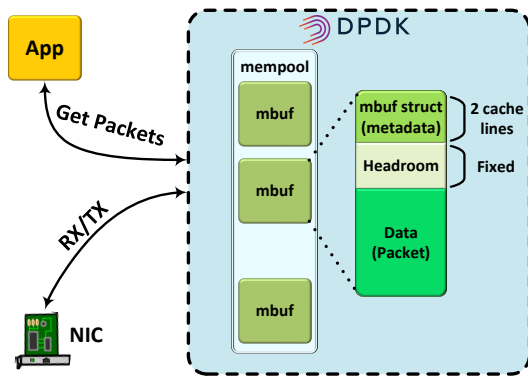 App
DPDK
mempool
mbuf
mbuf
mbuf
Get Packets
RX/TX
NIC
mbuf struct
(metadata)
2 cache
lines
Headroom
Fixed
Data
(Packet)